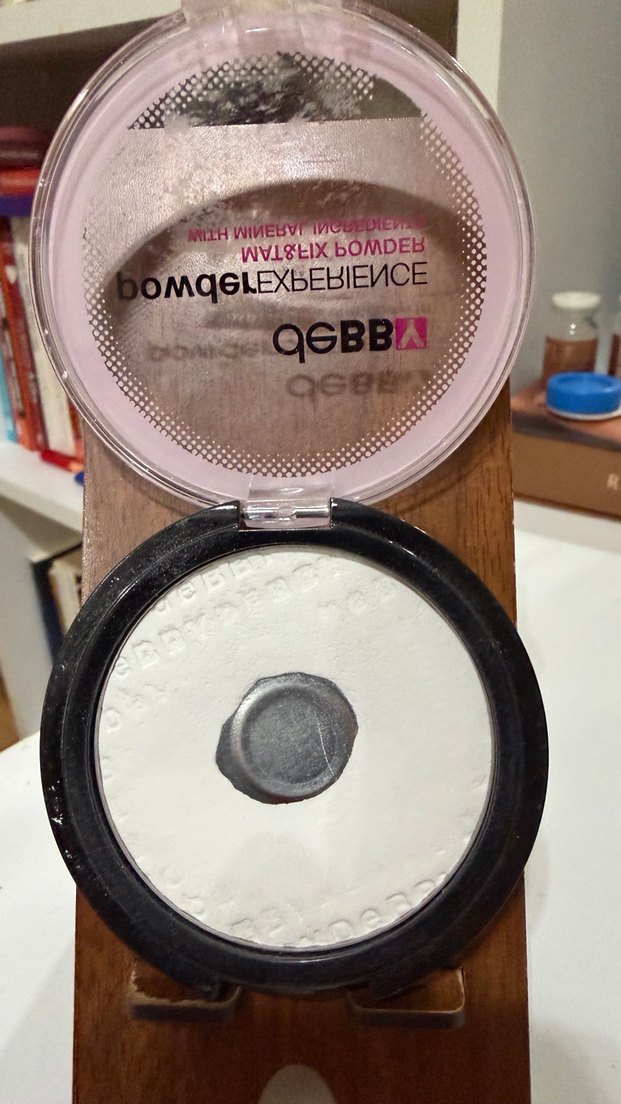 deBBY
powderEXPERIENCE
MAT&FIX POWDER
WITH MINERAL INGREDIENTS